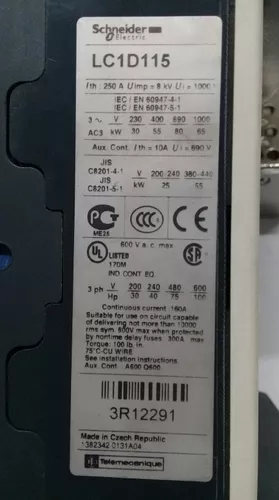 Schneider
Electric
LC1D115
Ith : 250 A Uimp = 8 kV Ui = 1000
IEC / EN 60947-4-1
IEC / EN 60947-5-1
3~ V 230 400 690 1000
AC3 kW 30 55 80 65
Aux. Cont. Ith = 10A Ui = 690 V
JIS
C8201-4-1
C8201-5-1
V 200 240 380-440
kW 25 55
ME25
CCC
CE
UL LISTED
170M
600 V a.c. max
IND. CONT. EQ.
3 ph V 200 240 480 600
Hp 30 40 75 100
Continuous current 160A
Suitable for use on circuit capable
of delivering not more than 10000
rms sym. 600V max when protected
by nontime delay fuses 300A max
Torque: 100 lb.in.
75°C-CU WIRE
See installation instructions.
Aux. Cont A600 Q600
3R12291
Made in Czech Republic
1382342 0131A04
Telemecanique